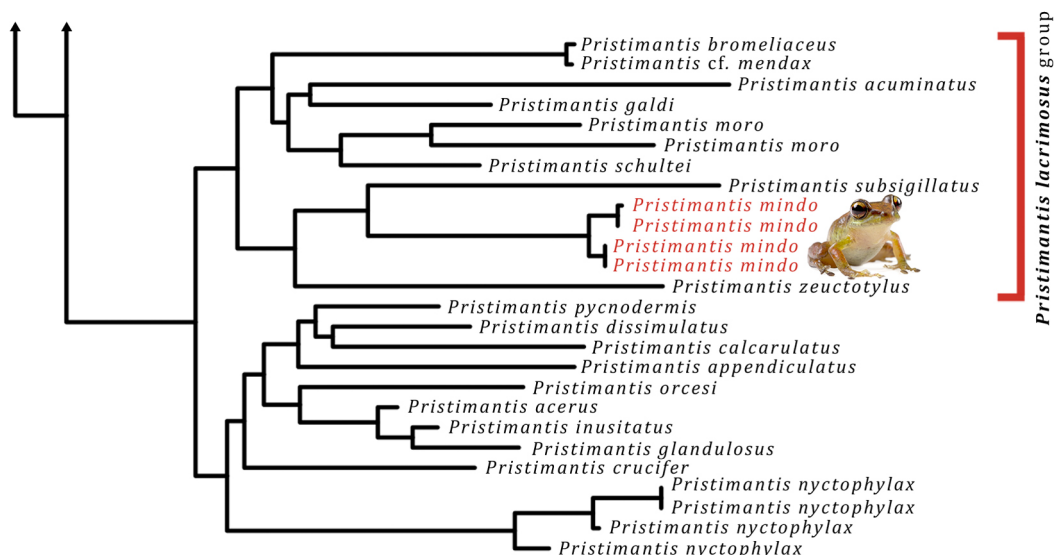 Pristimantis bromeliaceus
Pristimantis cf. mendax
Pristimantis acuminatus
Pristimantis galdi
Pristimantis moro
Pristimantis moro
Pristimantis schultei
Pristimantis subsigillatus
Pristimantis mindo
Pristimantis mindo
Pristimantis mindo
Pristimantis mindo
Pristimantis zeuctotylus
Pristimantis pycnodermis
Pristimantis dissimulatus
Pristimantis calcarulatus
Pristimantis appendiculatus
Pristimantis orcesi
Pristimantis acerus
Pristimantis inusitatus
Pristimantis glandulosus
Pristimantis crucifer
Pristimantis nyctophylax
Pristimantis nyctophylax
Pristimantis nyctophylax
Pristimantis nyctophylax
Pristimantis lacrimosus group